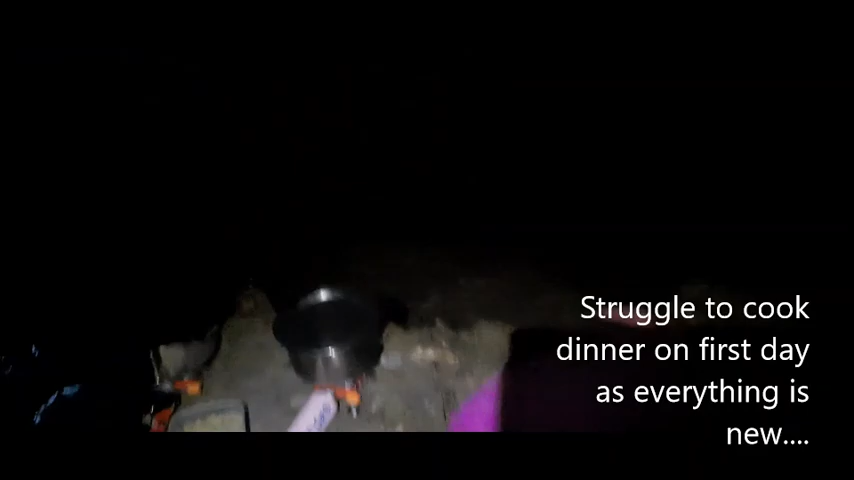 Struggle to cook
dinner on first day
as everything is
new....